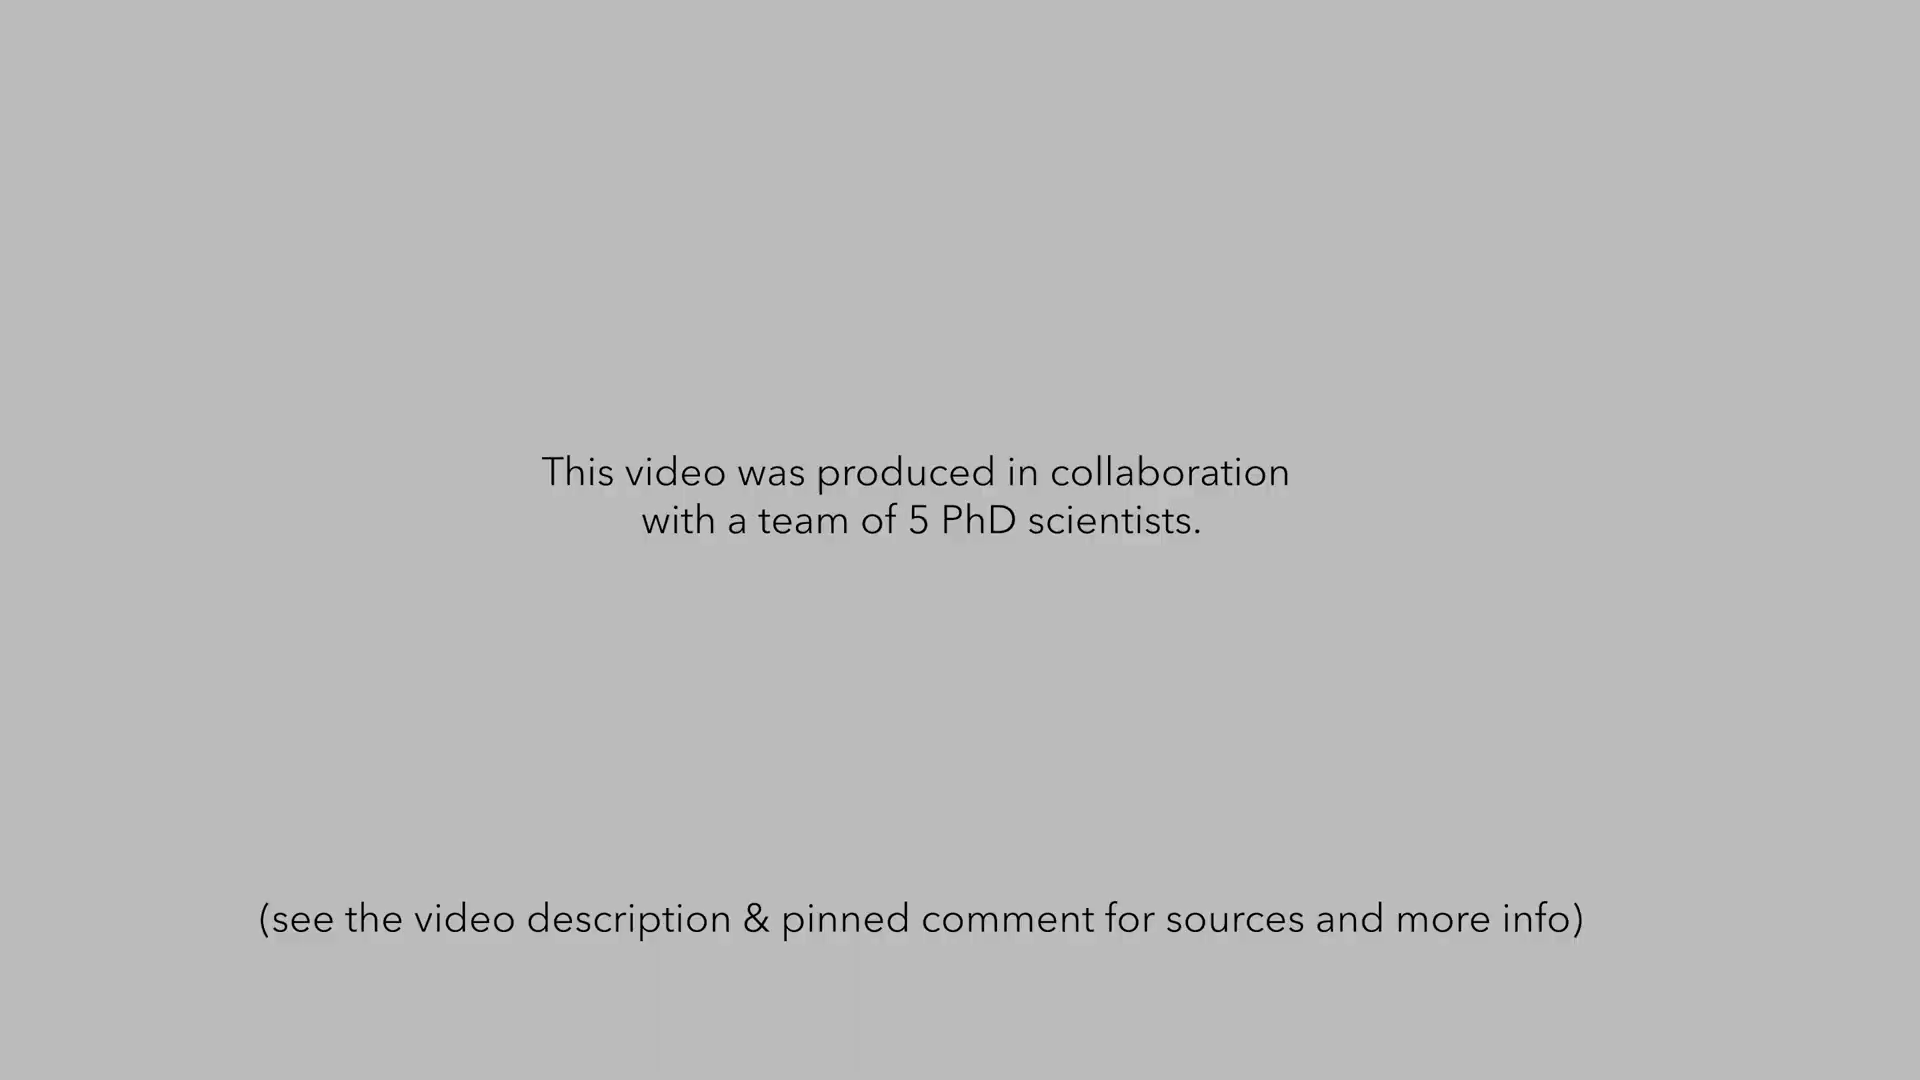 This video was produced in collaboration
with a team of 5 PhD scientists.
(see the video description & pinned comment for sources and more info)